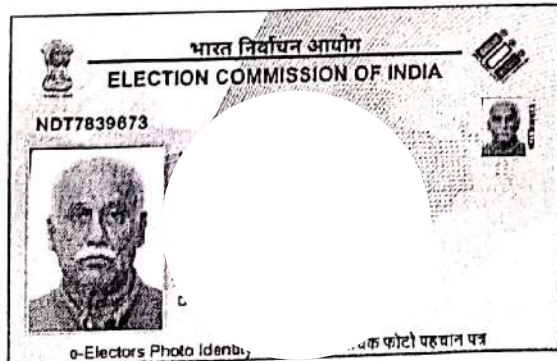 भारत निर्वाचन आयोग
ELECTION COMMISSION OF INDIA
NDT7839673
e-Electors Photo
फोटो पहचान पत्र